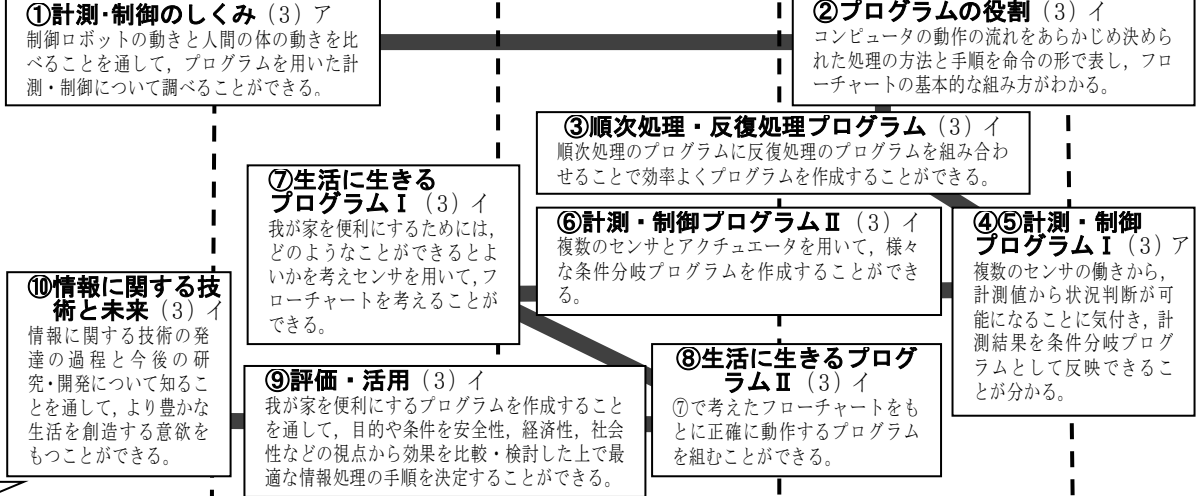 ①計測・制御のしくみ（3）ア
制御ロボットの動きと人間の体の動きを比
べることを通して，プログラムを用いた計
測・制御について調べることができる。
②プログラムの役割（3）イ
コンピュータの動作の流れをあらかじめ決めら
れた処理の方法と手順を命令の形で表し，フロ
ーチャートの基本的な組み方がわかる。
③順次処理・反復処理プログラム（3）イ
順次処理のプログラムに反復処理のプログラムを組み合わ
せることで効率よくプログラムを作成することができる。
④⑤計測・制御
プログラムⅠ（3）ア
複数のセンサの働きから，
計測値から状況判断が可
能になることに気付き，計
測結果を条件分岐プログ
ラムとして反映できるこ
とが分かる。
⑥計測・制御プログラムⅡ（3）イ
複数のセンサとアクチュエータを用いて，様々
な条件分岐プログラムを作成することができ
る。
⑦生活に生きる
プログラムⅠ（3）イ
我が家を便利にするためには，
どのようなことができるとよ
いかを考えセンサを用いて，フ
ローチャートを考えることが
できる。
⑧生活に生きるプログ
ラムⅡ（3）イ
⑦で考えたフローチャートをも
とに正確に動作するプログラム
を組むことができる。
⑨評価・活用（3）イ
我が家を便利にするプログラムを作成すること
を通して，目的や条件を安全性，経済性，社会
性などの視点から効果を比較・検討した上で最
適な情報処理の手順を決定することができる。
⑩情報に関する技
術と未来（3）イ
情報に関する技術の発
達の過程と今後の研
究・開発について知るこ
とを通して，より豊かな
生活を創造する意欲を
もつことができる。